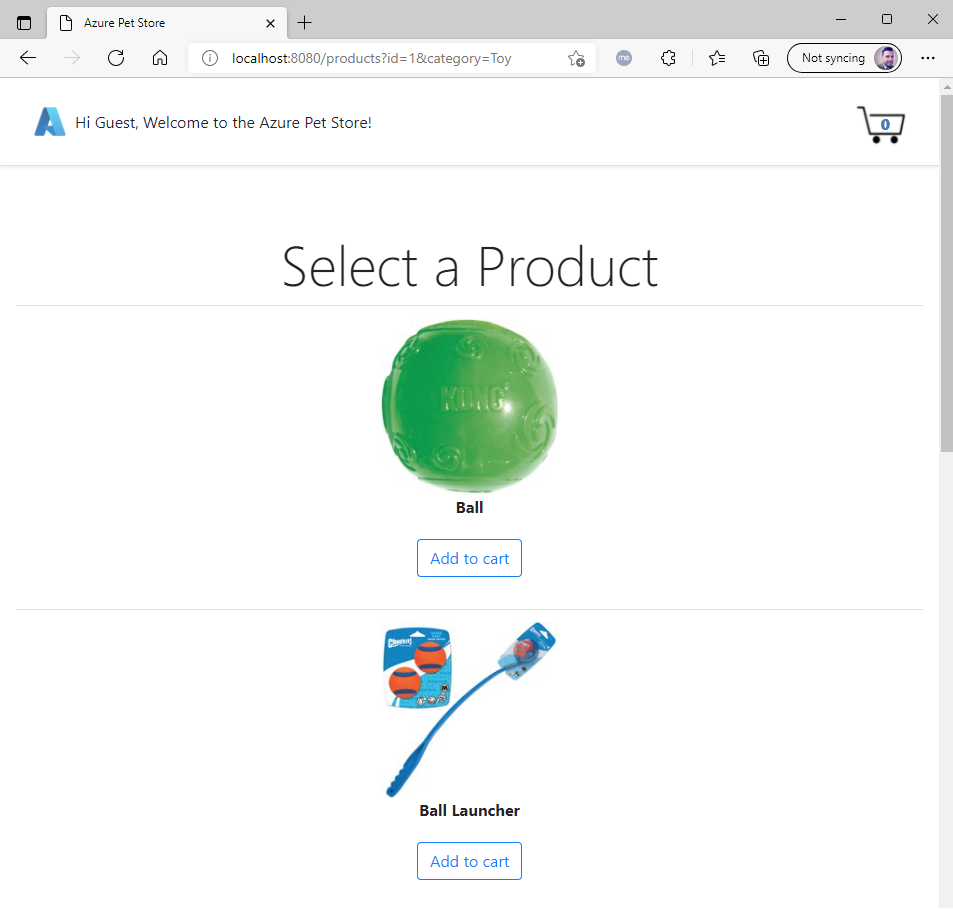 Azure Pet Store
localhost:8080/products?id=1&category=Toy
me
Not syncing
Hi Guest, Welcome to the Azure Pet Store!
0
Select a Product
KONG
Ball
Add to cart
Chuckit!
Ball Launcher
Add to cart